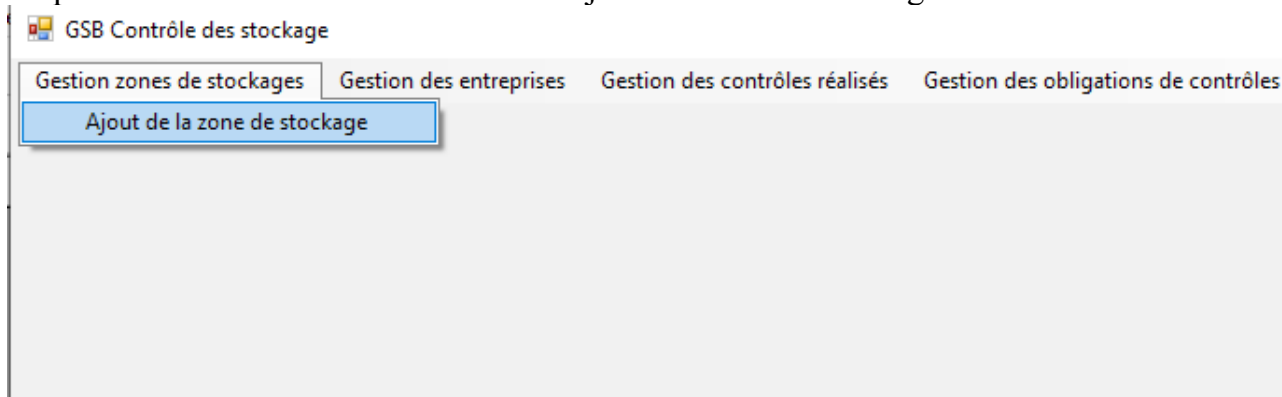 GSB Contrôle des stockage
Gestion zones de stockages Gestion des entreprises Gestion des contrôles réalisés Gestion des obligations de contrôles
Ajout de la zone de stockage